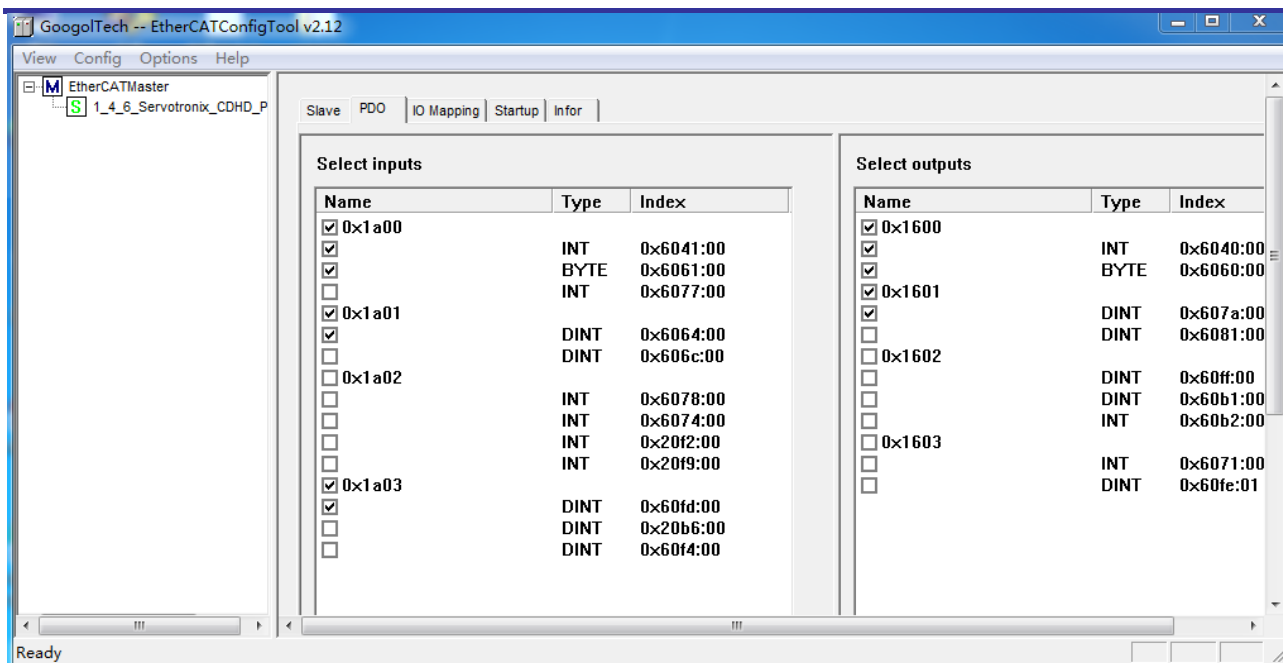 GoogolTech -- EtherCATConfigTool v2.12
View Config Options Help
EtherCATMaster
1_4_6_Servotronix_CDHD_P
Slave PDO IO Mapping Startup Infor
Select inputs
Name Type Index
0x1a00
INT 0x6041:00
BYTE 0x6061:00
INT 0x6077:00
0x1a01
DINT 0x6064:00
DINT 0x606c:00
0x1a02
INT 0x6078:00
INT 0x6074:00
INT 0x20f2:00
INT 0x20f9:00
0x1a03
DINT 0x60fd:00
DINT 0x20b6:00
DINT 0x60f4:00
Select outputs
Name Type Index
0x1600
INT 0x6040:00
BYTE 0x6060:00
0x1601
DINT 0x607a:00
DINT 0x6081:00
0x1602
DINT 0x60ff:00
DINT 0x60b1:00
INT 0x60b2:00
0x1603
INT 0x6071:00
DINT 0x60fe:01
Ready